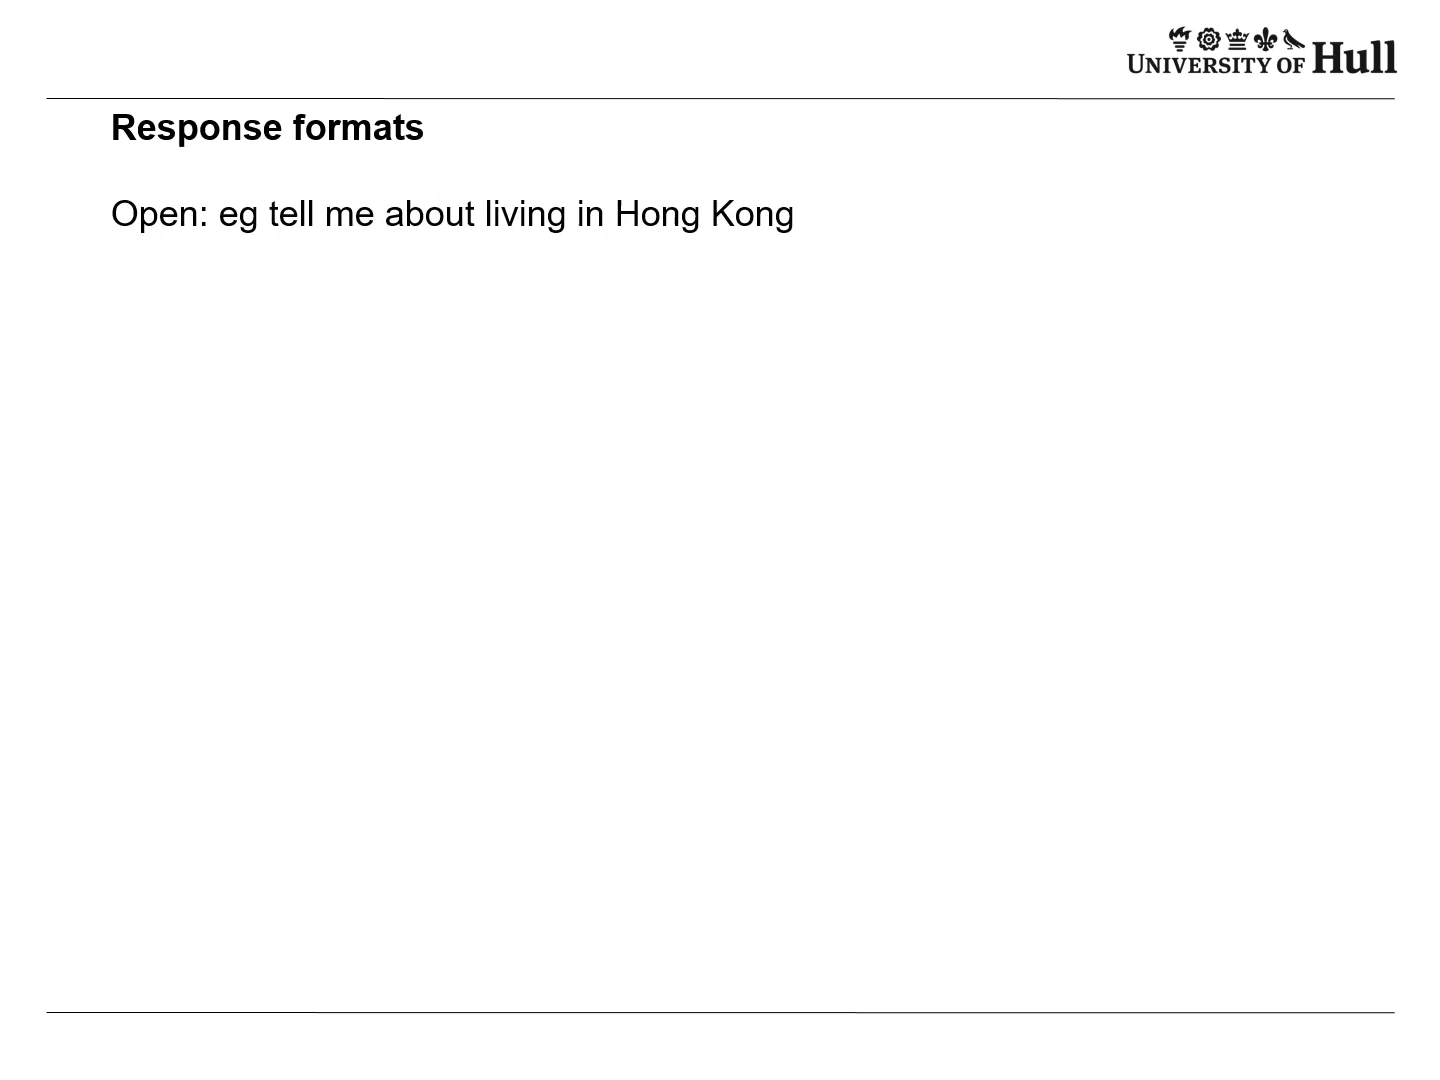 UNIVERSITY OF Hull
Response formats
Open: eg tell me about living in Hong Kong